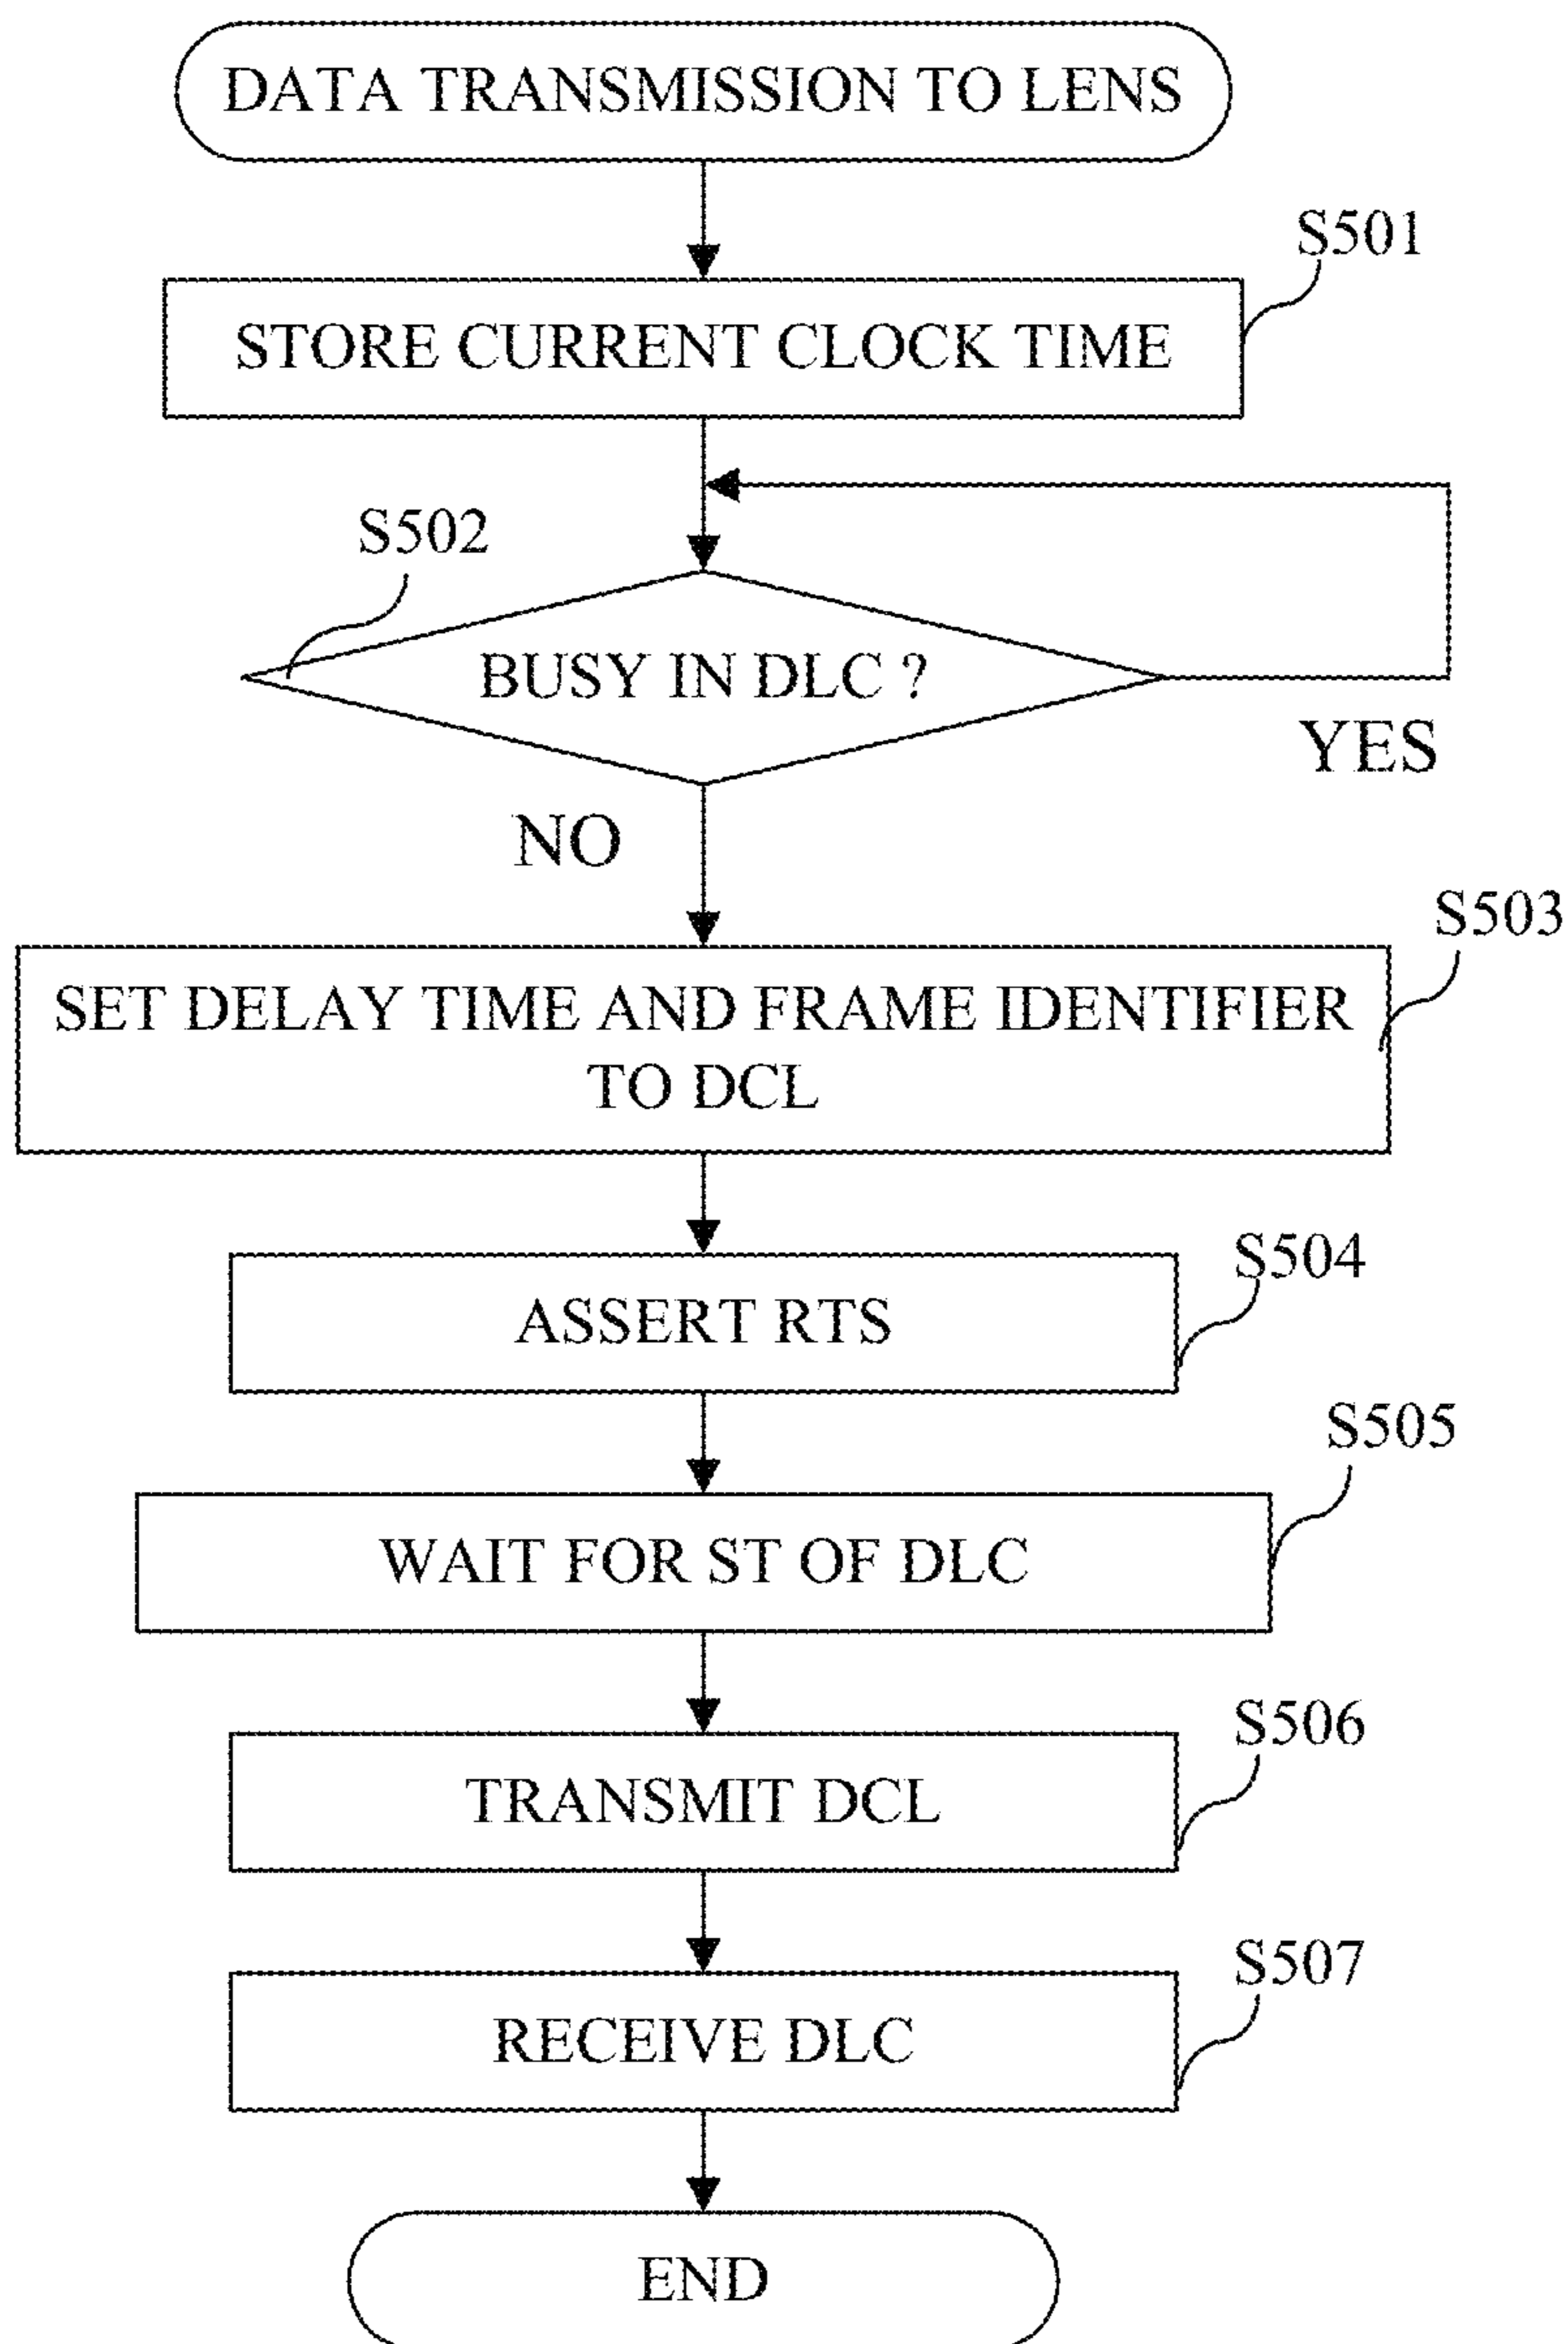 DATA TRANSMISSION TO LENS
S501
STORE CURRENT CLOCK TIME
S502
BUSY IN DLC ?
YES
NO
S503
SET DELAY TIME AND FRAME IDENTIFIER
TO DCL
S504
ASSERT RTS
S505
WAIT FOR ST OF DLC
S506
TRANSMIT DCL
S507
RECEIVE DLC
END